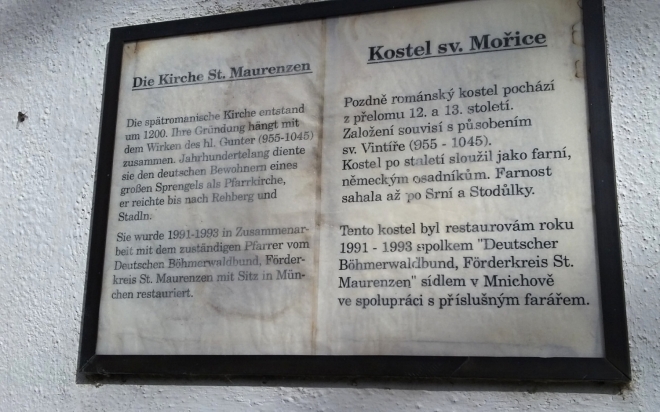 Die Kirche St. Maurenzen
Die spätromanische Kirche entstand
um 1200. Ihre Gründung hängt mit
dem Wirken des hl. Gunter (955-1045)
zusammen. Jahrhundertelang diente
sie den deutschen Bewohnern eines
großen Sprengels als Pfarrkirche,
er reichte bis nach Rehberg und
Stadln.
Sie wurde 1991-1993 in Zusammenar-
beit mit dem zuständigen Pfarrer vom
Deutschen Böhmerwaldbund, Förder-
kreis St. Maurenzen mit Sitz in Mün-
chen restauriert.
Kostel sv. Mořice
Pozdně románský kostel pochází
z přelomu 12. a 13. století.
Založení souvisí s působením
sv. Vintíře (955 - 1045).
Kostel po staletí sloužil jako farní,
německým osadníkům. Farnost
sahala až po Srní a Stodůlky.
Tento kostel byl restaurovám roku
1991 - 1993 spolkem "Deutscher
Böhmerwaldbund, Förderkreis St.
Maurenzen" sídlem v Mnichově
ve spolupráci s příslušným farářem.